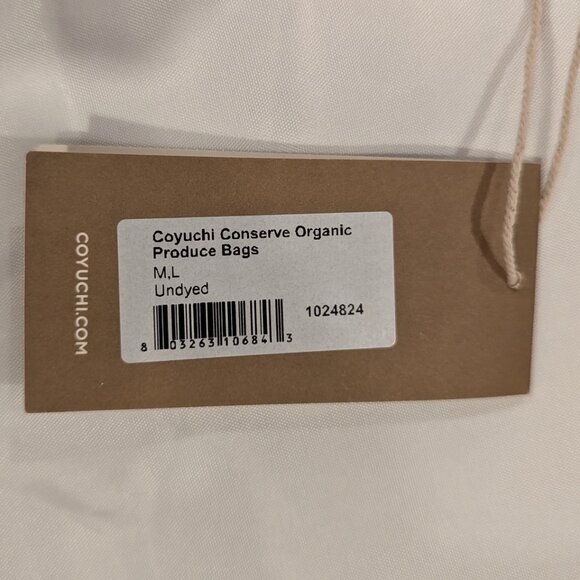 COYUCHI.COM
Coyuchi Conserve Organic
Produce Bags
M,L
Undyed
1024824
8 03263 10684 3